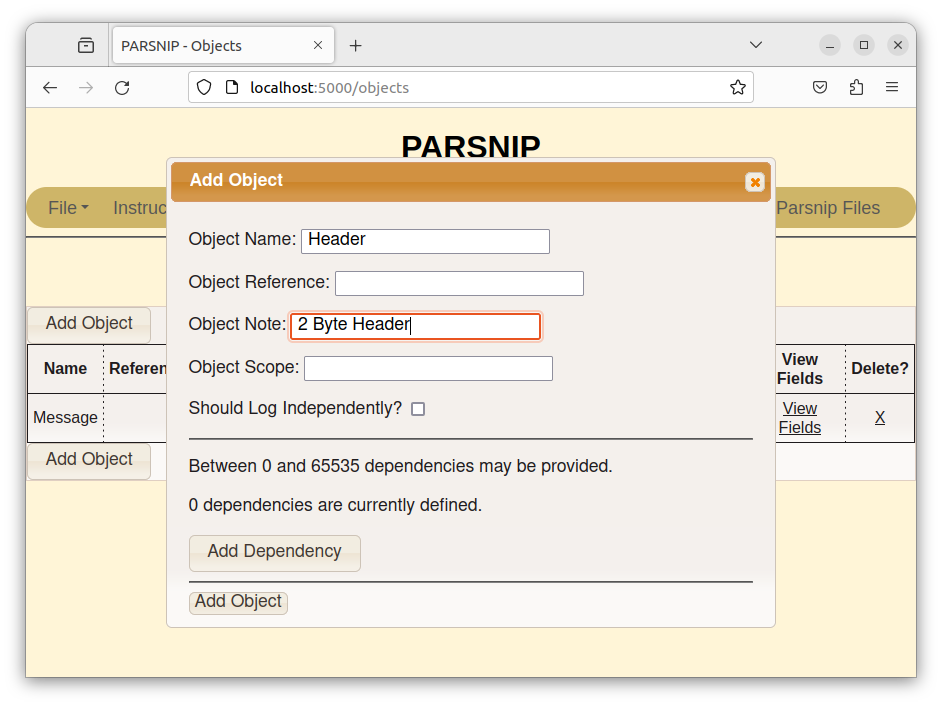 PARSNIP - Objects
localhost:5000/objects
PARSNIP
Add Object
File
Instruc
Parsnip Files
Object Name: Header
Object Reference:
Object Note: 2 Byte Header
Object Scope:
Should Log Independently?
Between 0 and 65535 dependencies may be provided.
0 dependencies are currently defined.
Add Dependency
Add Object
Add Object
Name
Referen
View
Fields
Delete?
Message
View
Fields
X
Add Object